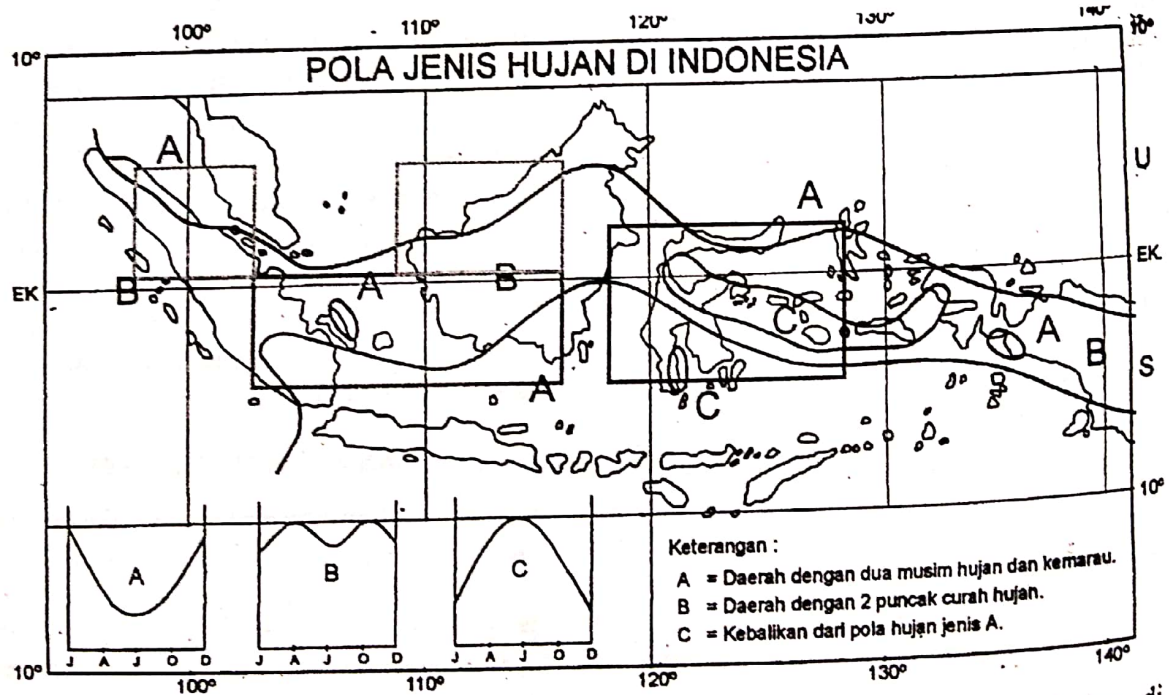 100° 110° 120° 130° 140°
10° 10°
POLA JENIS HUJAN DI INDONESIA
A
U
A
EK
B A B
EK
C A
B
S
A C
10°
A B C
J A J O D J A J O D J A J O D
Keterangan :
A = Daerah dengan dua musim hujan dan kemarau.
B = Daerah dengan 2 puncak curah hujan.
C = Kebalikan dari pola hujan jenis A.
10°
100° 110° 120° 130° 140°